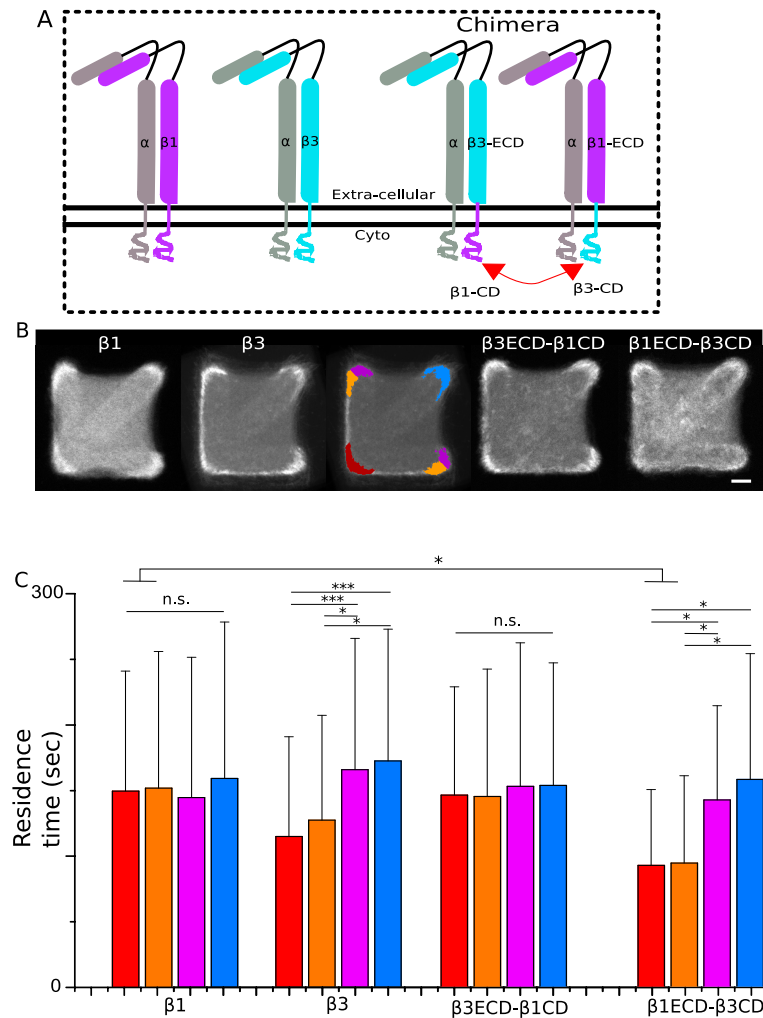 A
Chimera
α β1 α β3 α β3-ECD α β1-ECD
Extra-cellular
Cyto
β1-CD β3-CD
B
β1 β3 β3ECD-β1CD β1ECD-β3CD
C
*
300
n.s. *** *** * * n.s. * * * *
Residence
time (sec)
0
β1 β3 β3ECD-β1CD β1ECD-β3CD